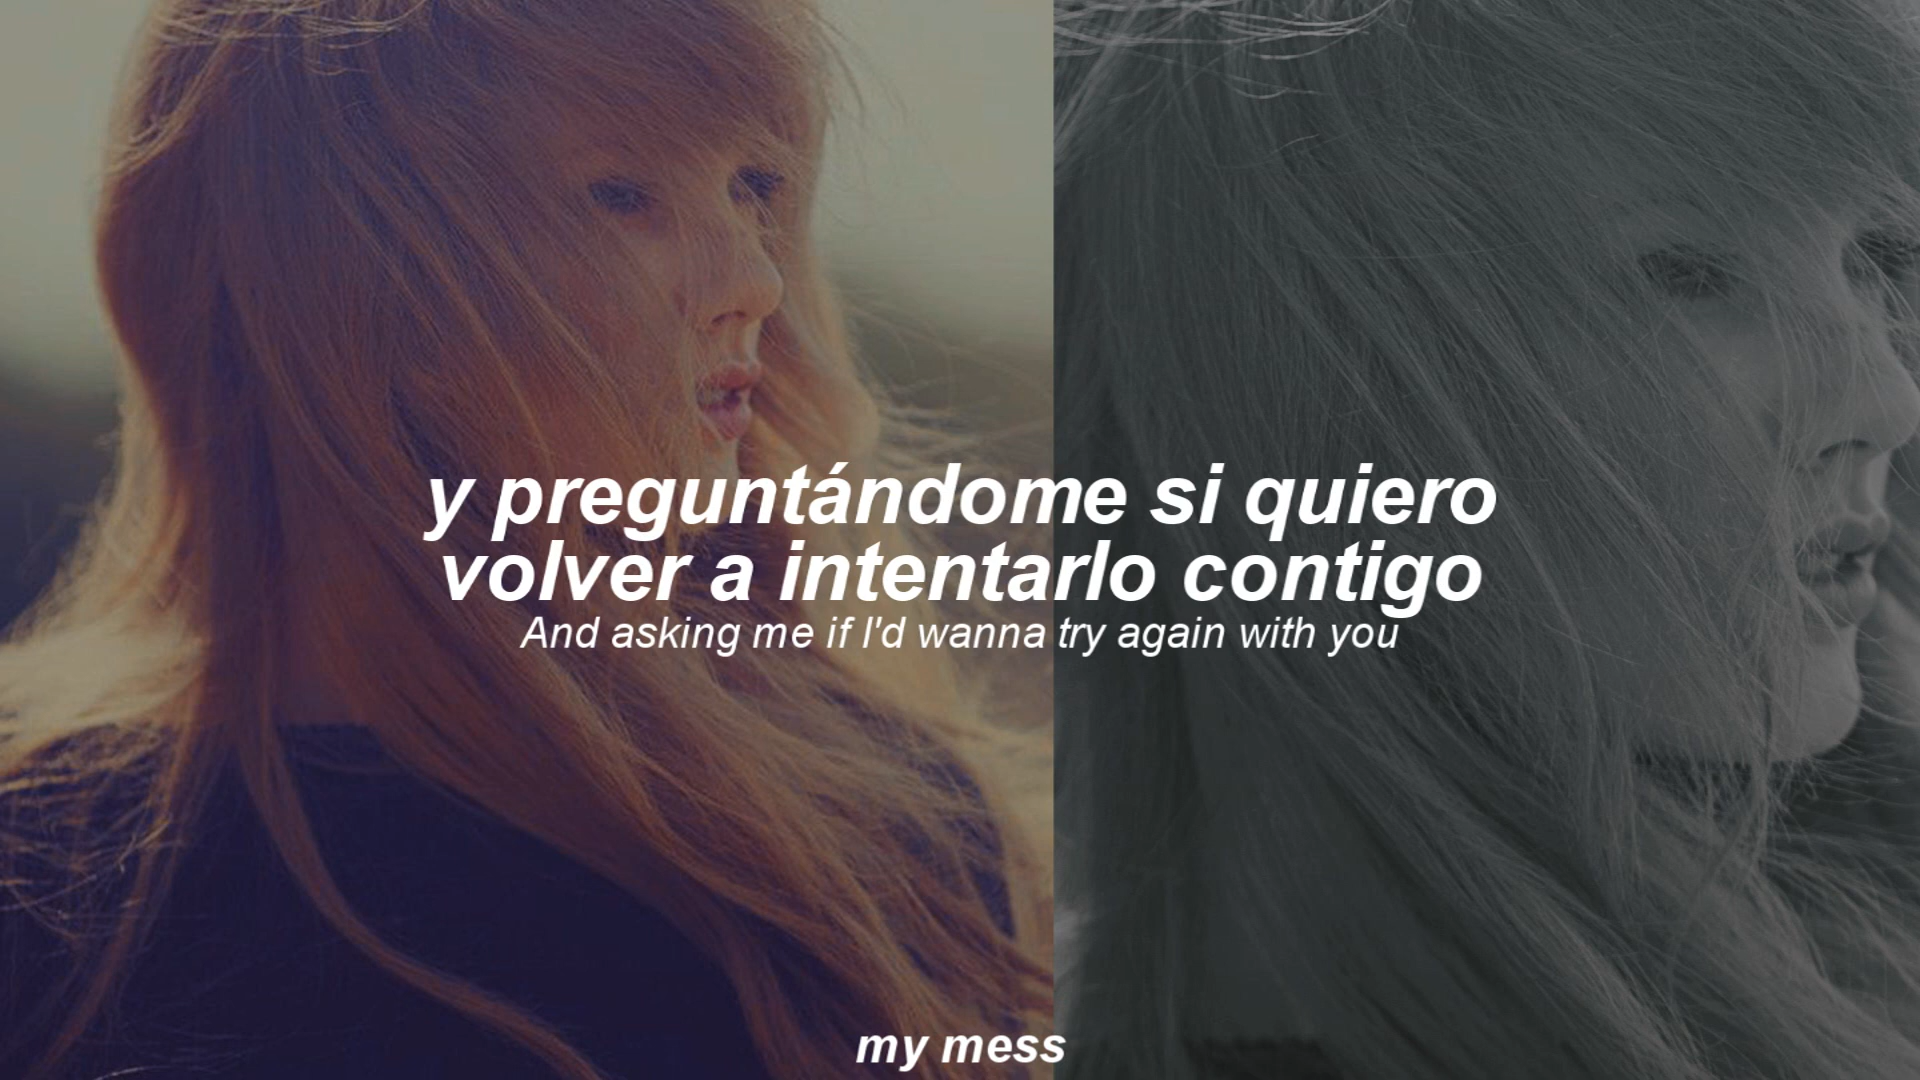 y preguntándome si quiero
volver a intentarlo contigo
And asking me if I'd wanna try again with you
my mess